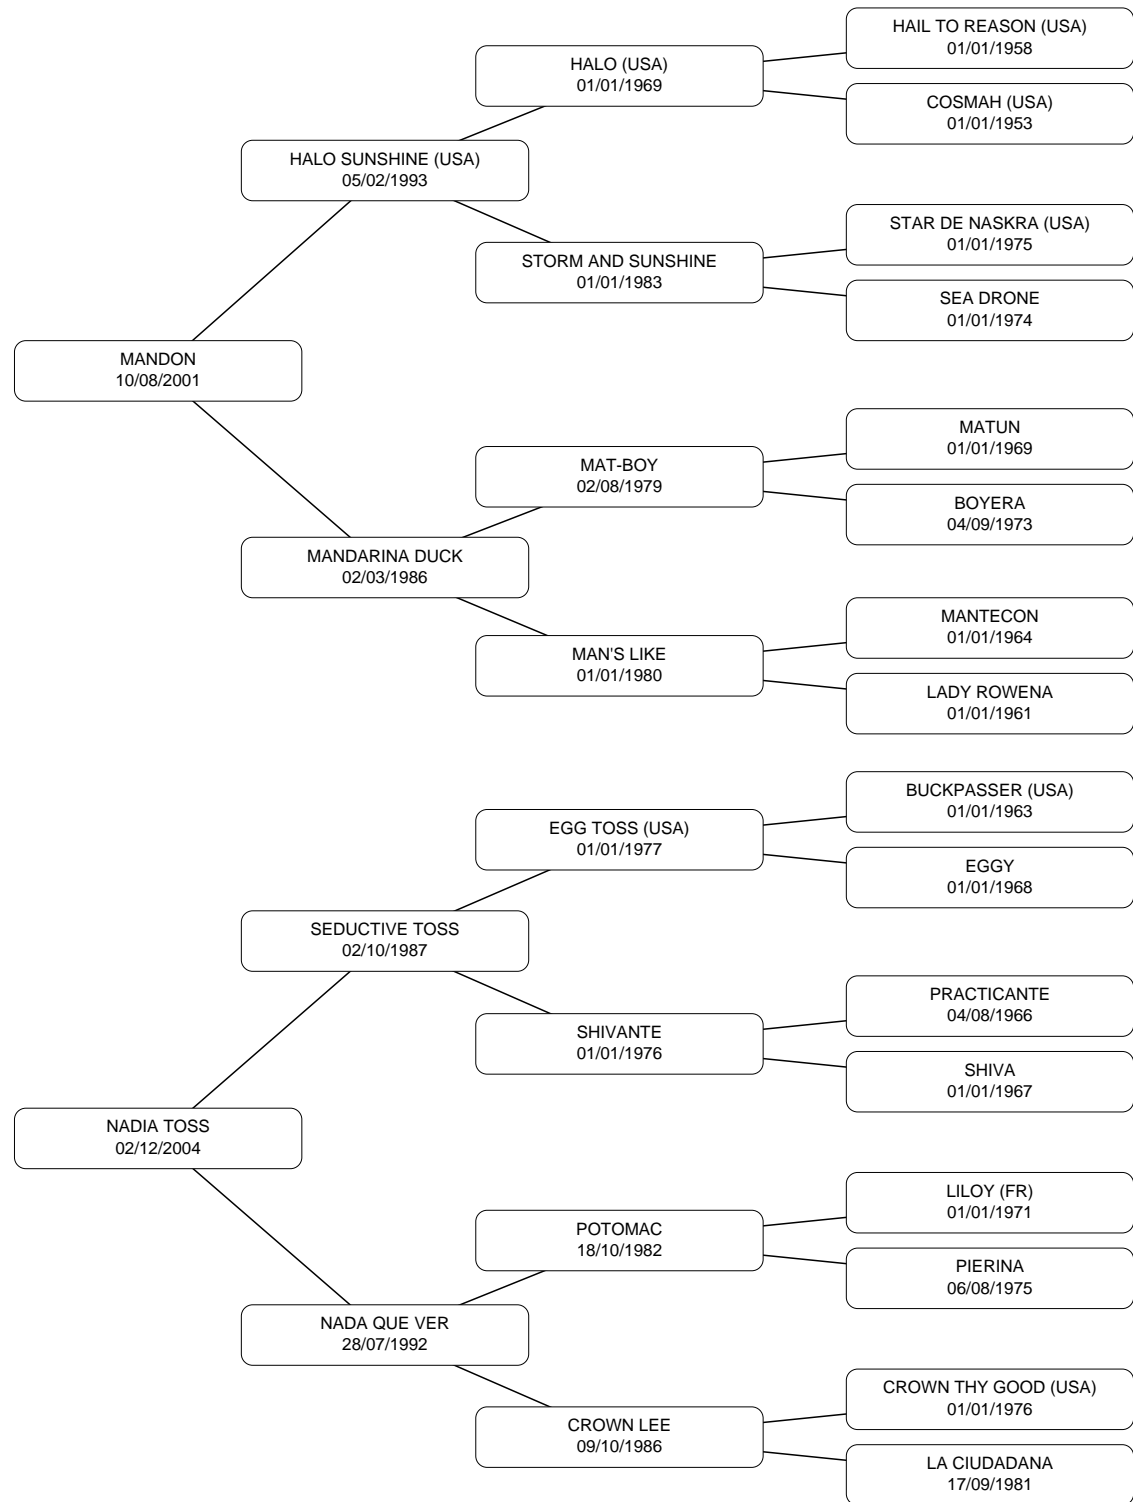 HAIL TO REASON (USA)
01/01/1958
HALO (USA)
01/01/1969
COSMAH (USA)
01/01/1953
HALO SUNSHINE (USA)
05/02/1993
STAR DE NASKRA (USA)
01/01/1975
STORM AND SUNSHINE
01/01/1983
SEA DRONE
01/01/1974
MANDON
10/08/2001
MATUN
01/01/1969
MAT-BOY
02/08/1979
BOYERA
04/09/1973
MANDARINA DUCK
02/03/1986
MANTECON
01/01/1964
MAN'S LIKE
01/01/1980
LADY ROWENA
01/01/1961
BUCKPASSER (USA)
01/01/1963
EGG TOSS (USA)
01/01/1977
EGGY
01/01/1968
SEDUCTIVE TOSS
02/10/1987
PRACTICANTE
04/08/1966
SHIVANTE
01/01/1976
SHIVA
01/01/1967
NADIA TOSS
02/12/2004
LILOY (FR)
01/01/1971
POTOMAC
18/10/1982
PIERINA
06/08/1975
NADA QUE VER
28/07/1992
CROWN THY GOOD (USA)
01/01/1976
CROWN LEE
09/10/1986
LA CIUDADANA
17/09/1981